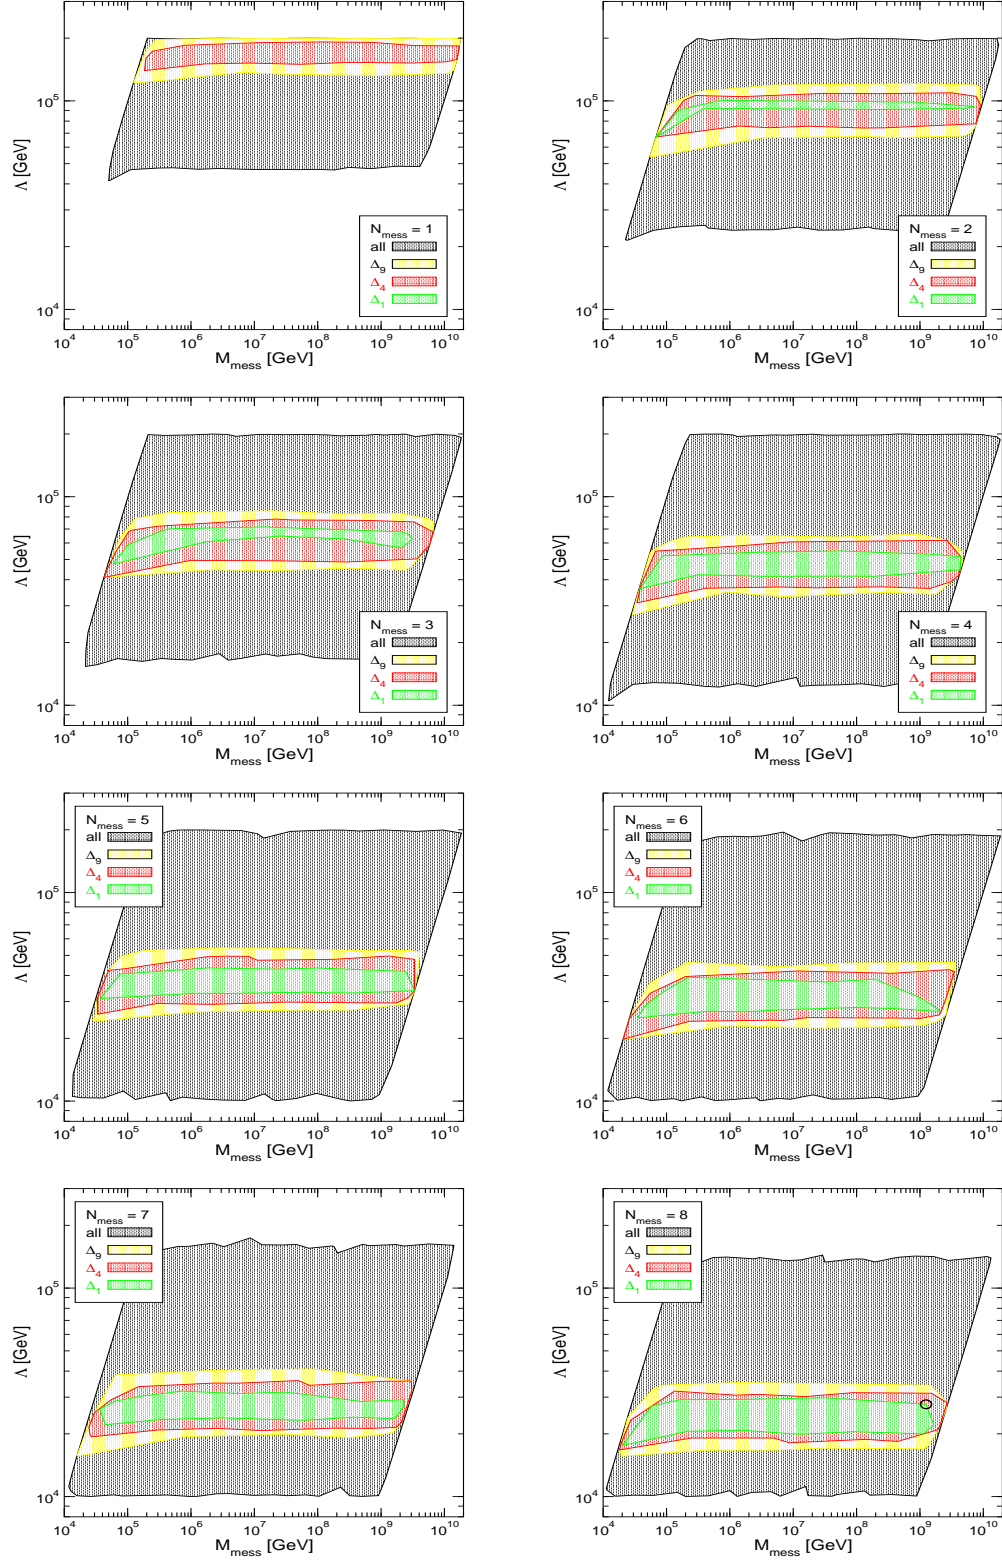 Λ [GeV]
10^5
10^4
N_mess = 1
all
Δ_9
Δ_4
Δ_1
10^4 10^5 10^6 10^7 10^8 10^9 10^10
M_mess [GeV]
Λ [GeV]
10^5
10^4
N_mess = 2
all
Δ_9
Δ_4
Δ_1
10^4 10^5 10^6 10^7 10^8 10^9 10^10
M_mess [GeV]
Λ [GeV]
10^5
10^4
N_mess = 3
all
Δ_9
Δ_4
Δ_1
10^4 10^5 10^6 10^7 10^8 10^9 10^10
M_mess [GeV]
Λ [GeV]
10^5
10^4
N_mess = 4
all
Δ_9
Δ_4
Δ_1
10^4 10^5 10^6 10^7 10^8 10^9 10^10
M_mess [GeV]
Λ [GeV]
10^5
10^4
N_mess = 5
all
Δ_9
Δ_4
Δ_1
10^4 10^5 10^6 10^7 10^8 10^9 10^10
M_mess [GeV]
Λ [GeV]
10^5
10^4
N_mess = 6
all
Δ_9
Δ_4
Δ_1
10^4 10^5 10^6 10^7 10^8 10^9 10^10
M_mess [GeV]
Λ [GeV]
10^5
10^4
N_mess = 7
all
Δ_9
Δ_4
Δ_1
10^4 10^5 10^6 10^7 10^8 10^9 10^10
M_mess [GeV]
Λ [GeV]
10^5
10^4
N_mess = 8
all
Δ_9
Δ_4
Δ_1
10^4 10^5 10^6 10^7 10^8 10^9 10^10
M_mess [GeV]